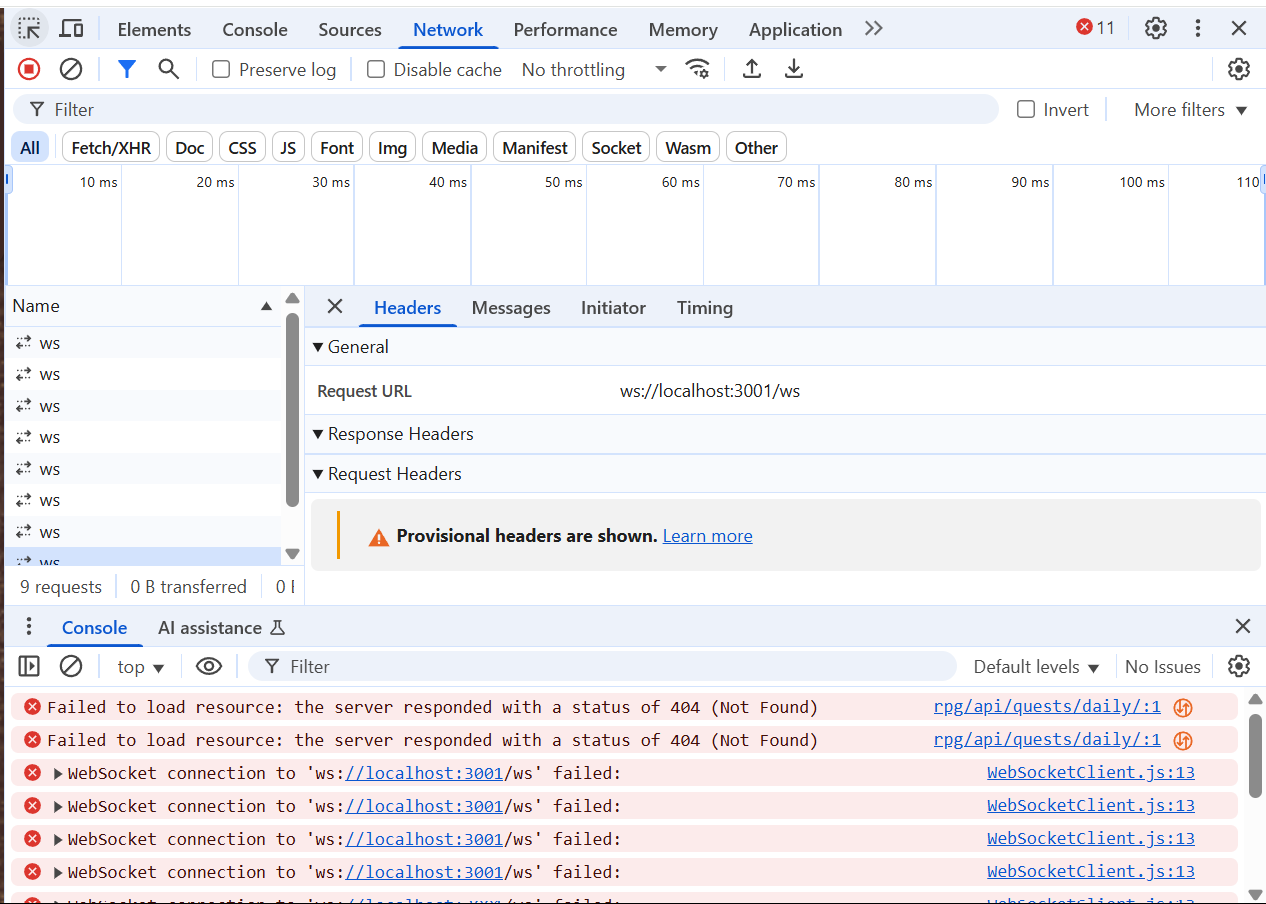 Elements Console Sources Network Performance Memory Application 11
Preserve log Disable cache No throttling
Filter Invert More filters
All Fetch/XHR Doc CSS JS Font Img Media Manifest Socket Wasm Other
10 ms 20 ms 30 ms 40 ms 50 ms 60 ms 70 ms 80 ms 90 ms 100 ms 110
Name
ws
ws
ws
ws
ws
ws
ws
ws
9 requests 0 B transferred 0
Headers Messages Initiator Timing
General
Request URL ws://localhost:3001/ws
Response Headers
Request Headers
Provisional headers are shown. Learn more
Console AI assistance
top Filter Default levels No Issues
Failed to load resource: the server responded with a status of 404 (Not Found) rpg/api/quests/daily/:1
Failed to load resource: the server responded with a status of 404 (Not Found) rpg/api/quests/daily/:1
WebSocket connection to 'ws://localhost:3001/ws' failed: WebSocketClient.js:13
WebSocket connection to 'ws://localhost:3001/ws' failed: WebSocketClient.js:13
WebSocket connection to 'ws://localhost:3001/ws' failed: WebSocketClient.js:13
WebSocket connection to 'ws://localhost:3001/ws' failed: WebSocketClient.js:13